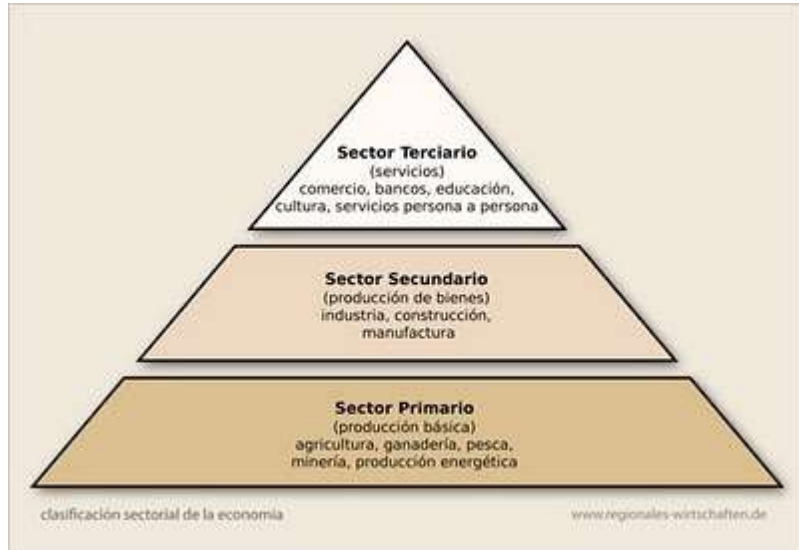 Sector Terciario
(servicios)
comercio, bancos, educación,
cultura, servicios persona a persona
Sector Secundario
(producción de bienes)
industria, construcción,
manufactura
Sector Primario
(producción básica)
agricultura, ganadería, pesca,
minería, producción energética
clasificación sectorial de la economía
www.regionales-wirtschaften.de